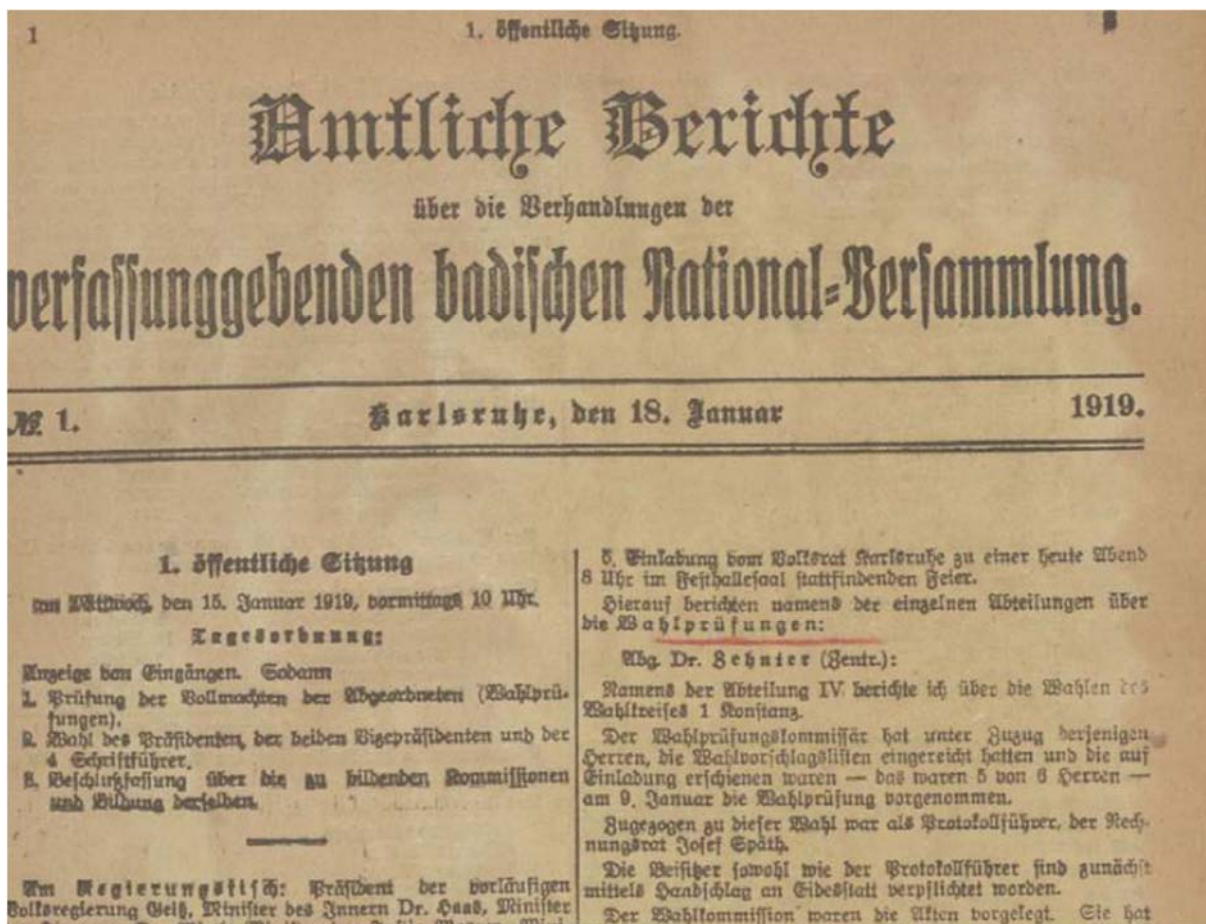 1
1. öffentliche Sitzung.
Amtliche Berichte
über die Verhandlungen der
verfassunggebenden badischen National-Versammlung.
№ 1.
Karlsruhe, den 18. Januar
1919.
1. öffentliche Sitzung
am Mittwoch, den 15. Januar 1919, vormittags 10 Uhr.
Tagesordnung:
Anzeige von Eingängen. Sodann
1. Prüfung der Vollmachten der Abgeordneten (Wahlprü-
fungen).
2. Wahl des Präsidenten, der beiden Vizepräsidenten und der
4 Schriftführer.
3. Beschlußfassung über die zu bildenden Kommissionen
und Bildung derselben.
Am Regierungstisch: Präsident der vorläufigen
Volksregierung Geiß, Minister des Innern Dr. Haas, Minister
5. Einladung vom Volksrat Karlsruhe zu einer heute Abend
8 Uhr im Festhallesaal stattfindenden Feier.
Hierauf berichten namens der einzelnen Abteilungen über
die Wahlprüfungen:
Abg. Dr. Zehnter (Zentr.):
Namens der Abteilung IV berichte ich über die Wahlen des
Wahlkreises 1 Konstanz.
Der Wahlprüfungskommissär hat unter Zuzug derjenigen
Herren, die Wahlvorschlagslisten eingereicht hatten und die auf
Einladung erschienen waren — das waren 5 von 6 Herren —
am 9. Januar die Wahlprüfung vorgenommen.
Zugezogen zu dieser Wahl war als Protokollführer, der Rech-
nungsrat Josef Späth.
Die Beisitzer sowohl wie der Protokollführer sind zunächst
mittels Handschlag an Eidesstatt verpflichtet worden.
Der Wahlkommission waren die Akten vorgelegt. Sie hat